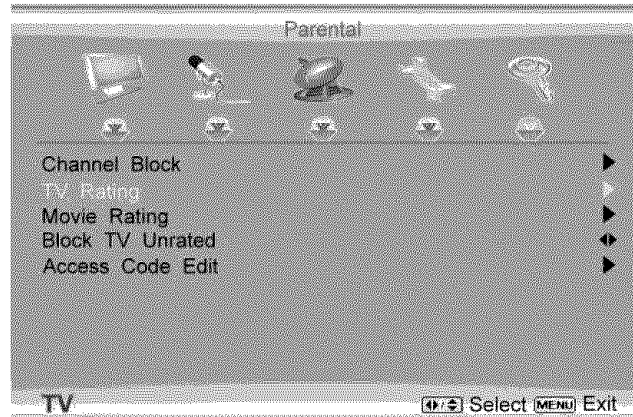 Parental
Channel Block
TV Rating
Movie Rating
Block TV Unrated
Access Code Edit
TV
Select MENU Exit